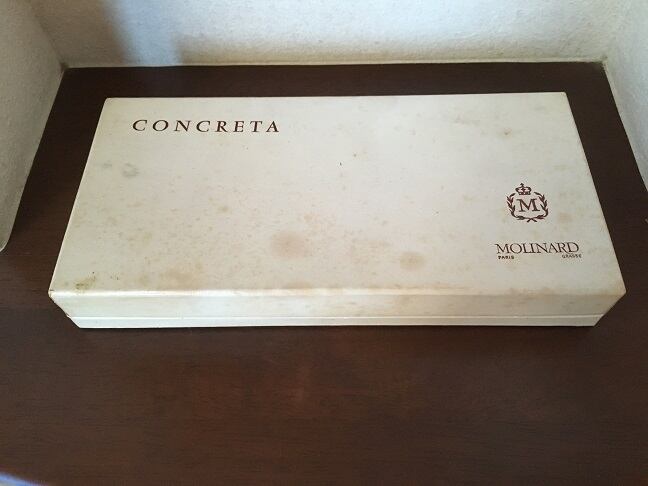 CONCRETA
M
MOLINARD
PARIS GRASSE